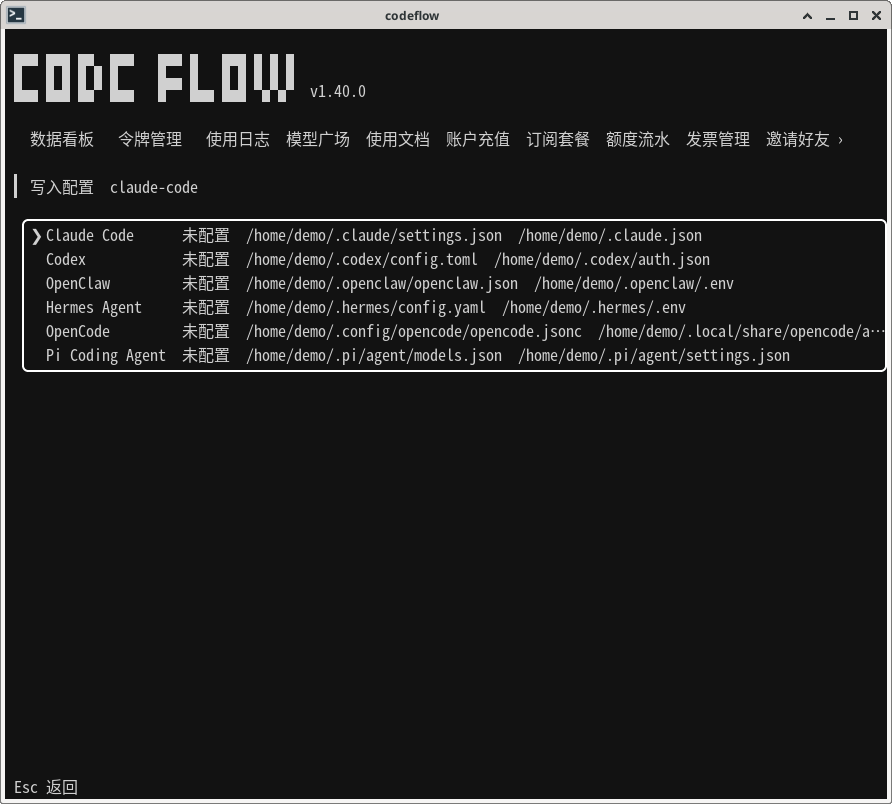 codeflow
CODE FLOW v1.40.0
数据看板 令牌管理 使用日志 模型广场 使用文档 账户充值 订阅套餐 额度流水 发票管理 邀请好友 ›
写入配置 claude-code
❯ Claude Code 未配置 /home/demo/.claude/settings.json /home/demo/.claude.json
Codex 未配置 /home/demo/.codex/config.toml /home/demo/.codex/auth.json
OpenClaw 未配置 /home/demo/.openclaw/openclaw.json /home/demo/.openclaw/.env
Hermes Agent 未配置 /home/demo/.hermes/config.yaml /home/demo/.hermes/.env
OpenCode 未配置 /home/demo/.config/opencode/opencode.jsonc /home/demo/.local/share/opencode/a…
Pi Coding Agent 未配置 /home/demo/.pi/agent/models.json /home/demo/.pi/agent/settings.json
Esc 返回